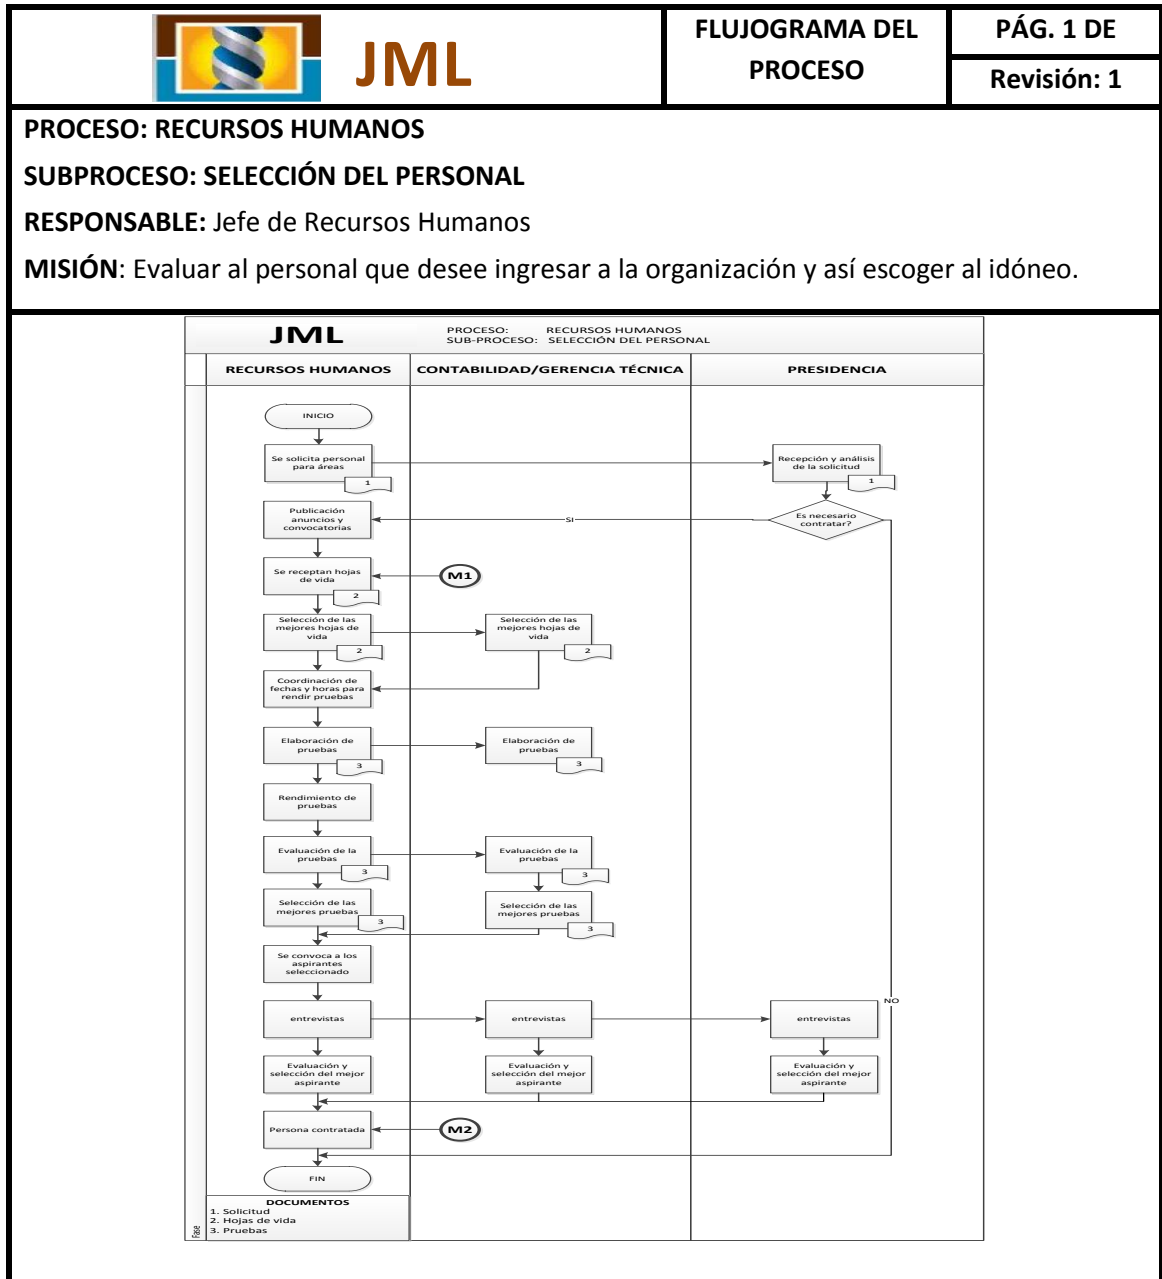 JML
FLUJOGRAMA DEL
PROCESO
PÁG. 1 DE
Revisión: 1
PROCESO: RECURSOS HUMANOS
SUBPROCESO: SELECCIÓN DEL PERSONAL
RESPONSABLE: Jefe de Recursos Humanos
MISIÓN: Evaluar al personal que desee ingresar a la organización y así escoger al idóneo.
JML
PROCESO: RECURSOS HUMANOS
SUB-PROCESO: SELECCIÓN DEL PERSONAL
RECURSOS HUMANOS
CONTABILIDAD/GERENCIA TÉCNICA
PRESIDENCIA
INICIO
Se solicita personal
para áreas
1
Recepción y análisis
de la solicitud
1
Publicación
anuncios y
convocatorias
SI
Es necesario
contratar?
Se receptan hojas
de vida
2
M1
Selección de las
mejores hojas de
vida
2
Selección de las
mejores hojas de
vida
2
Coordinación de
fechas y horas para
rendir pruebas
Elaboración de
pruebas
3
Elaboración de
pruebas
3
Rendimiento de
pruebas
Evaluación de la
pruebas
3
Evaluación de la
pruebas
3
Selección de las
mejores pruebas
3
Selección de las
mejores pruebas
3
Se convoca a los
aspirantes
seleccionado
NO
entrevistas
entrevistas
entrevistas
Evaluación y
selección del mejor
aspirante
Evaluación y
selección del mejor
aspirante
Evaluación y
selección del mejor
aspirante
Persona contratada
M2
FIN
DOCUMENTOS
1. Solicitud
2. Hojas de vida
3. Pruebas
Fase